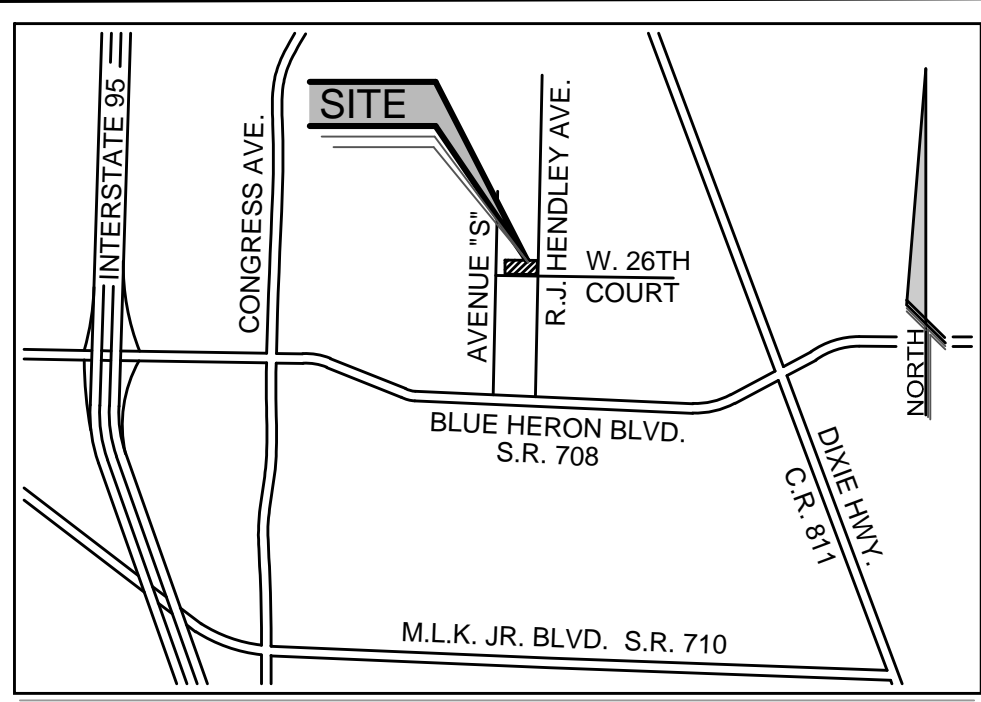 INTERSTATE 95
CONGRESS AVE.
SITE
AVENUE "S"
R.J. HENDLEY AVE.
W. 26TH
COURT
NORTH
BLUE HERON BLVD.
S.R. 708
DIXIE HWY.
C.R. 811
M.L.K. JR. BLVD. S.R. 710